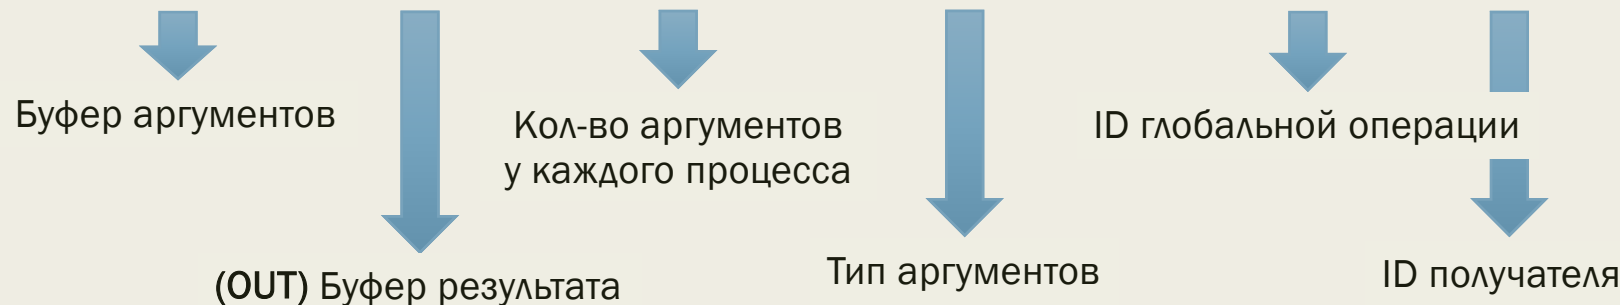 Буфер аргументов
(OUT) Буфер результата
Кол-во аргументов
у каждого процесса
Тип аргументов
ID глобальной операции
ID получателя